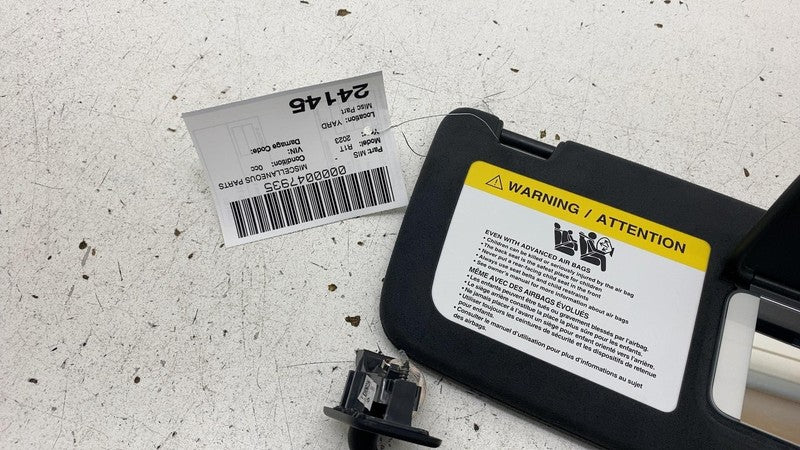 24145
Misc Part
Location: YARD
Damage Code:
2023
VIN:
Model: R1T
Condition: 0cc
Part: MIS
MISCELLANEOUS PARTS
0000047935
WARNING / ATTENTION
EVEN WITH ADVANCED AIR BAGS
• Children can be killed or seriously injured by the air bag
• The back seat is the safest place for children
• Never put a rear-facing child seat in the front
• Always use seat belts and child restraints
• See owner's manual for more information about air bags
MÊME AVEC DES AIRBAGS ÉVOLUÉS
• Les enfants peuvent être tués ou gravement blessés par l'airbag.
• Le siège arrière constitue la place la plus sûre pour les enfants.
• Ne jamais placer à l'avant un siège pour enfant orienté vers l'arrière.
• Utiliser toujours les ceintures de sécurité et les dispositifs de retenue
pour enfants.
• Consulter le manuel d'utilisation pour plus d'informations au sujet
des airbags.